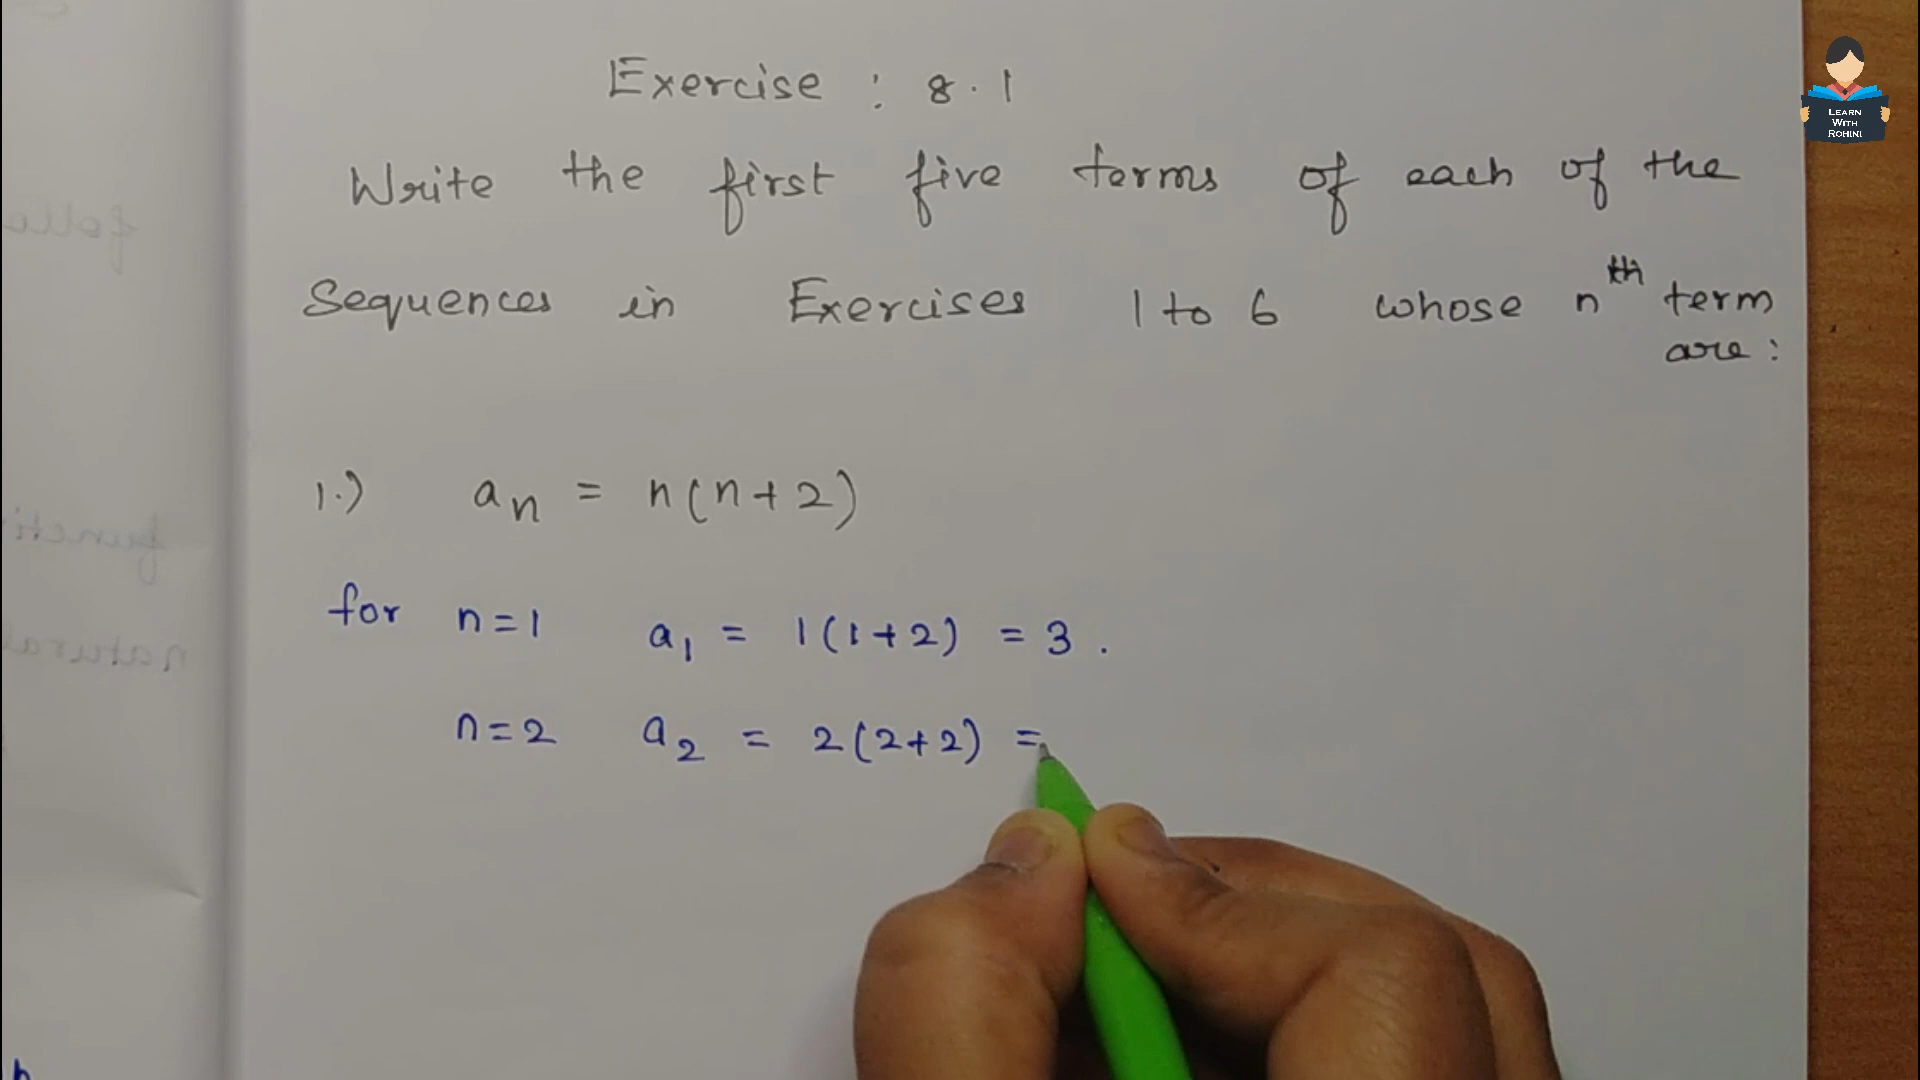 Exercise : 8.1
Write the first five terms of each of the
Sequences in Exercises 1 to 6 whose nth term
are:
1.) an = n(n+2)
for n=1 a1 = 1(1+2) = 3.
n=2 a2 = 2(2+2) =
LEARN
WITH
ROHINI